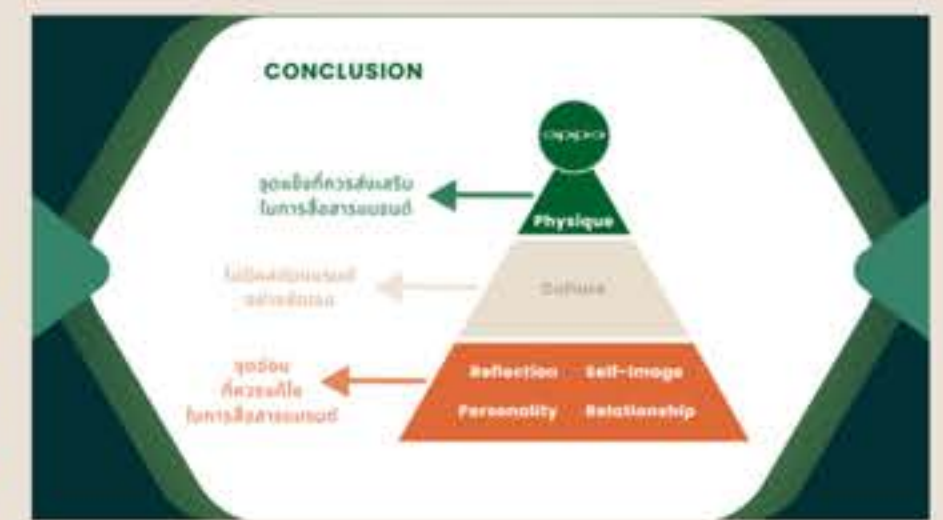 CONCLUSION
oppo
จุดแข็งที่ควรส่งเสริม
ในการสื่อสารแบรนด์
Physique
Culture
จุดอ่อน
ที่ควรแก้ไข
ในการสื่อสารแบรนด์
Reflection Self-Image
Personality Relationship